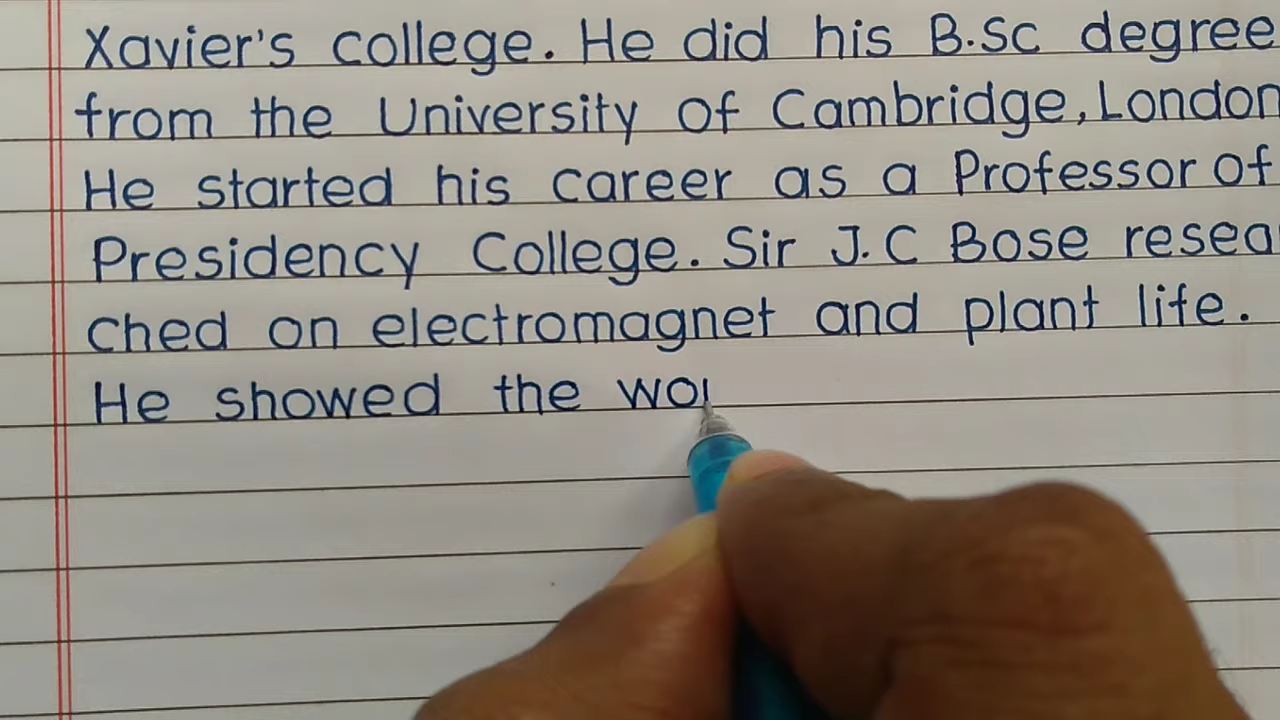 Xavier's college. He did his B.Sc degree
from the University of Cambridge, London
He started his career as a Professor of
Presidency College. Sir J.C Bose resea
ched on electromagnet and plant life.
He showed the